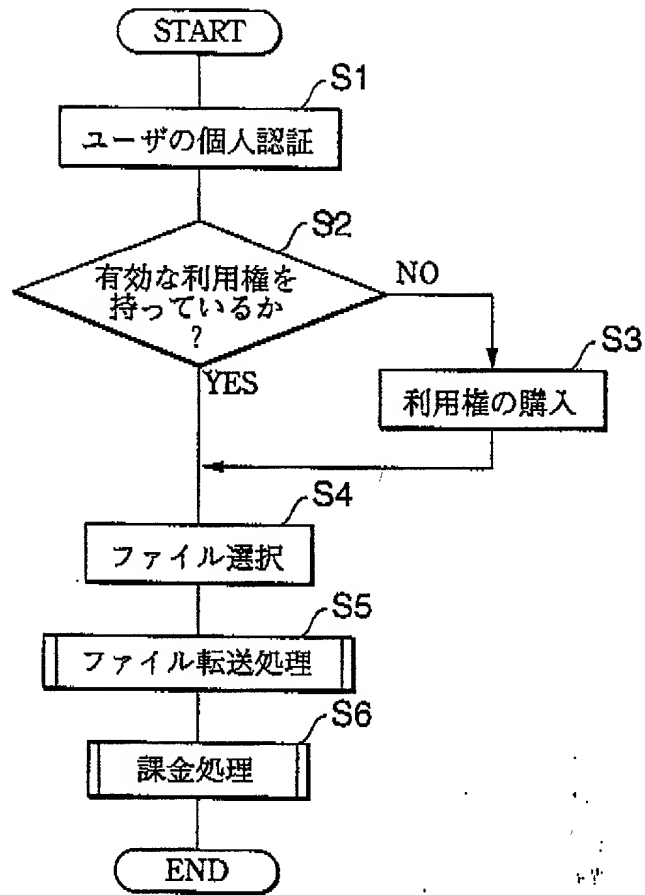 START
S1
ユーザの個人認証
S2
有効な利用権を
持っているか
?
NO
YES
S3
利用権の購入
S4
ファイル選択
S5
ファイル転送処理
S6
課金処理
END